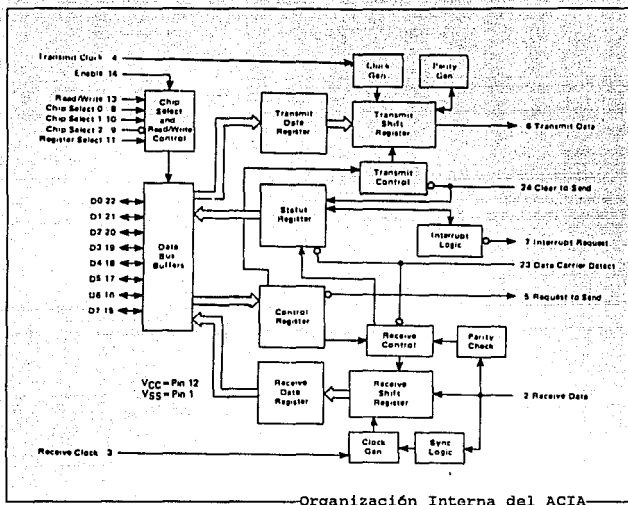 Transmit Clock 4
Enable 14
Read/Write 13
Chip Select 0 8
Chip Select 1 10
Chip Select 2 9
Register Select 11
Chip
Select
and
Read/Write
Control
Clock
Gen
Parity
Gen
Transmit
Data
Register
Transmit
Shift
Register
6 Transmit Data
Transmit
Control
24 Clear to Send
D0 22
D1 21
D2 20
D3 19
D4 18
D5 17
D6 16
D7 15
Data
Bus
Buffers
Status
Register
Interrupt
Logic
7 Interrupt Request
23 Data Carrier Detect
Control
Register
5 Request to Send
Receive
Control
Parity
Check
VCC = Pin 12
VSS = Pin 1
Receive
Data
Register
Receive
Shift
Register
2 Receive Data
Receive Clock 3
Clock
Gen
Sync
Logic
Organización Interna del ACIA